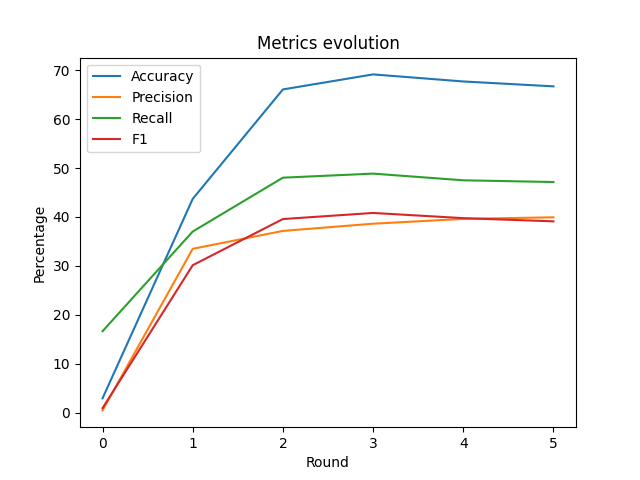 Metrics evolution
Accuracy
Precision
Recall
F1
Percentage
70
60
50
40
30
20
10
0
0 1 2 3 4 5
Round